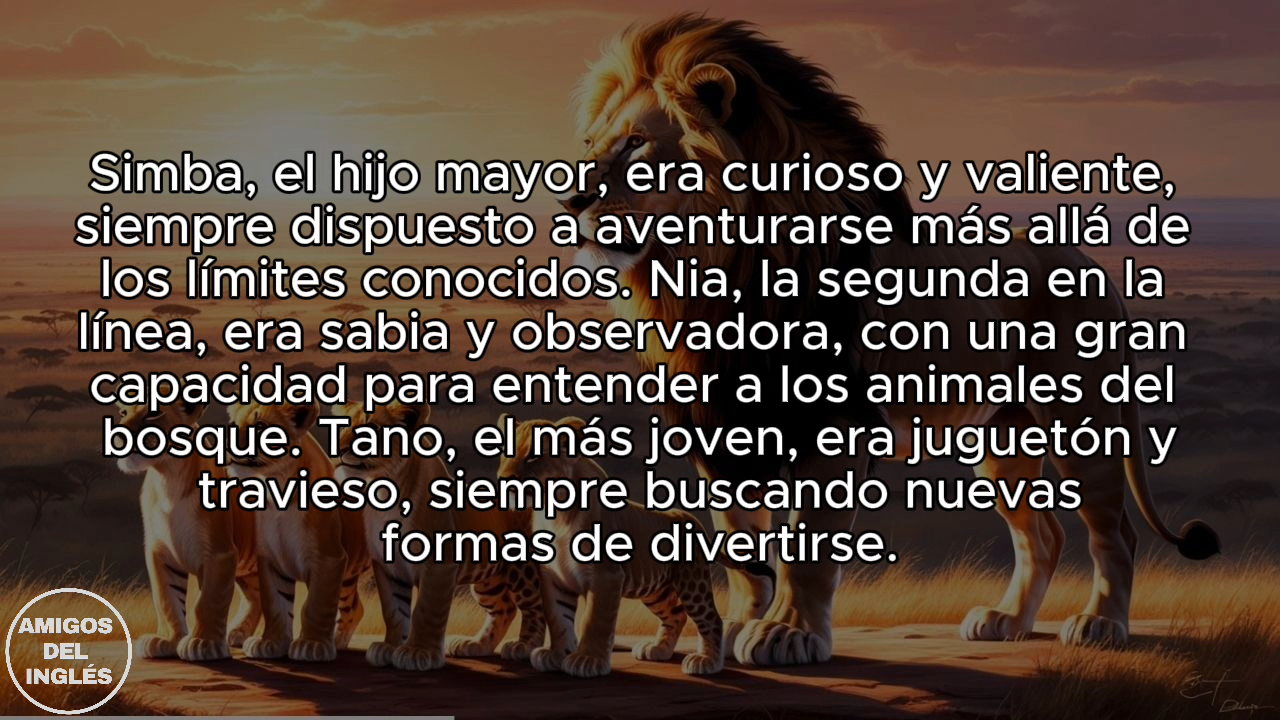 Simba, el hijo mayor, era curioso y valiente,
siempre dispuesto a aventurarse más allá de
los límites conocidos. Nia, la segunda en la
línea, era sabia y observadora, con una gran
capacidad para entender a los animales del
bosque. Tano, el más joven, era juguetón y
travieso, siempre buscando nuevas
formas de divertirse.
AMIGOS
DEL
INGLÉS